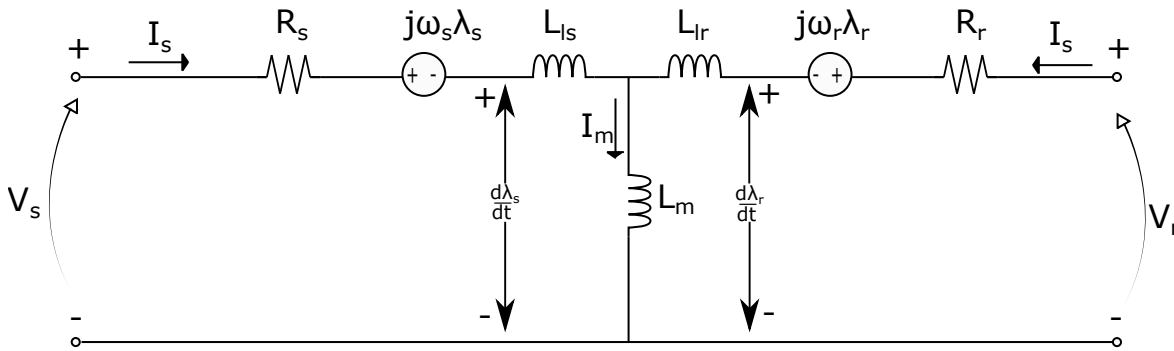 + I_s R_s jω_sλ_s L_ls L_lr jω_rλ_r R_r I_s +
+ - - +
+ +
I_m
V_s dλ_s/dt L_m dλ_r/dt V_r
- - - -